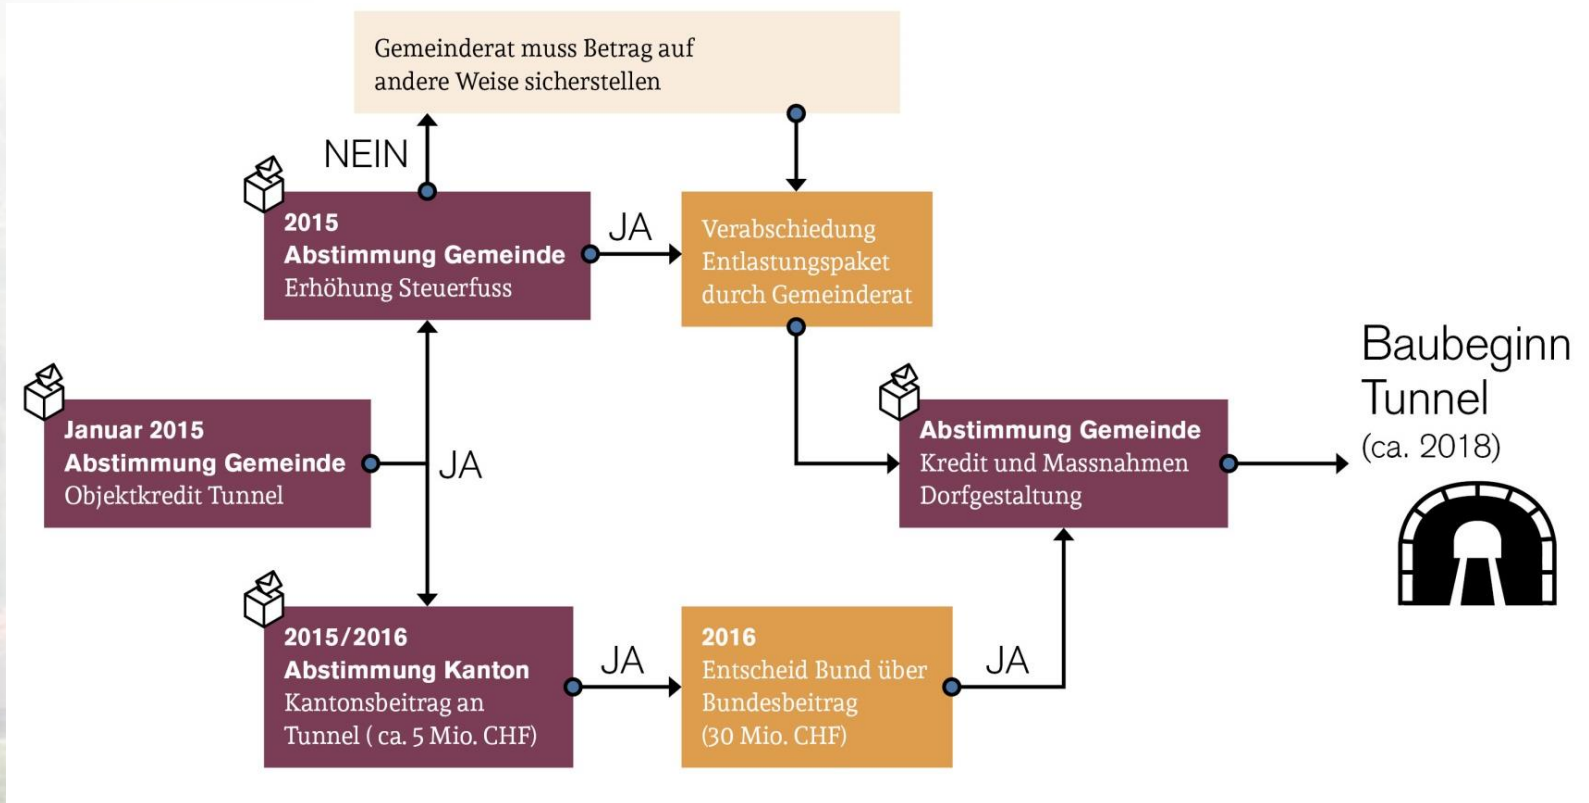 Gemeinderat muss Betrag auf
andere Weise sicherstellen
NEIN
2015
Abstimmung Gemeinde
Erhöhung Steuerfuss
JA
Verabschiedung
Entlastungspaket
durch Gemeinderat
Januar 2015
Abstimmung Gemeinde
Objektkredit Tunnel
JA
Abstimmung Gemeinde
Kredit und Massnahmen
Dorfgestaltung
Baubeginn
Tunnel
(ca. 2018)
2015/2016
Abstimmung Kanton
Kantonsbeitrag an
Tunnel ( ca. 5 Mio. CHF)
JA
2016
Entscheid Bund über
Bundesbeitrag
(30 Mio. CHF)
JA